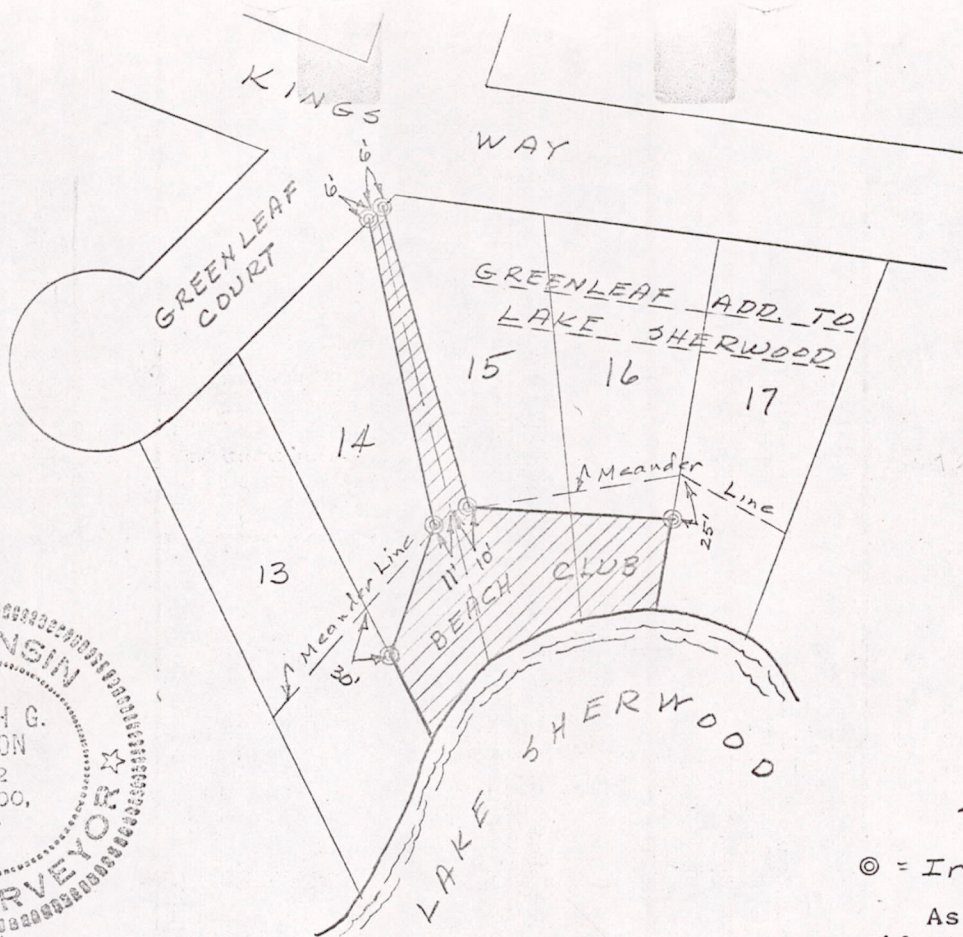 KINGS
WAY
6'
6'
GREENLEAF
COURT
GREENLEAF ADD. TO
LAKE SHERWOOD
15
16
17
14
13
Meander Line
25'
Meander Line
11'
10'
30'
BEACH CLUB
LAKE SHERWOOD
NSIN
H G.
ON
2
OO,
RVEYOR
◎ = Ir
As